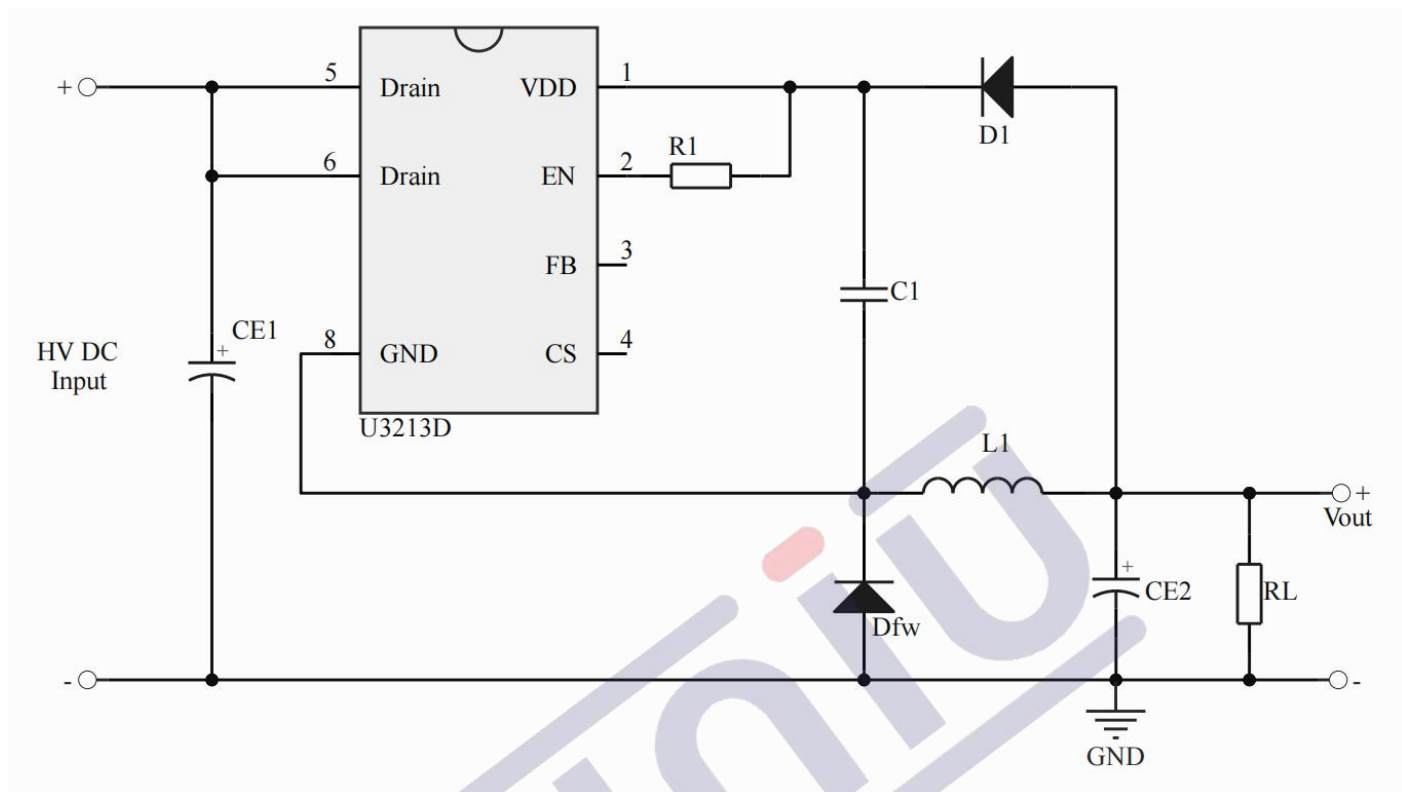 +
5
Drain
VDD
1
D1
6
Drain
EN
2
R1
FB
3
C1
HV DC
Input
CE1
+
8
GND
CS
4
U3213D
L1
+
Vout
+
CE2
RL
Dfw
-
-
GND